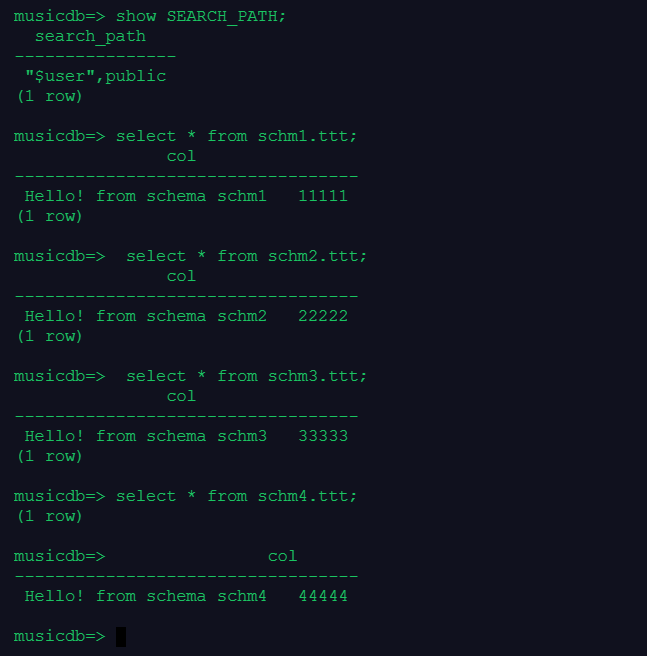 musicdb=> show SEARCH_PATH;
  search_path
----------------
 "$user",public
(1 row)

musicdb=> select * from schm1.ttt;
               col
----------------------------------
 Hello! from schema schm1   11111
(1 row)

musicdb=>  select * from schm2.ttt;
               col
----------------------------------
 Hello! from schema schm2   22222
(1 row)

musicdb=>  select * from schm3.ttt;
               col
----------------------------------
 Hello! from schema schm3   33333
(1 row)

musicdb=> select * from schm4.ttt;
(1 row)

musicdb=>                col
----------------------------------
 Hello! from schema schm4   44444

musicdb=>